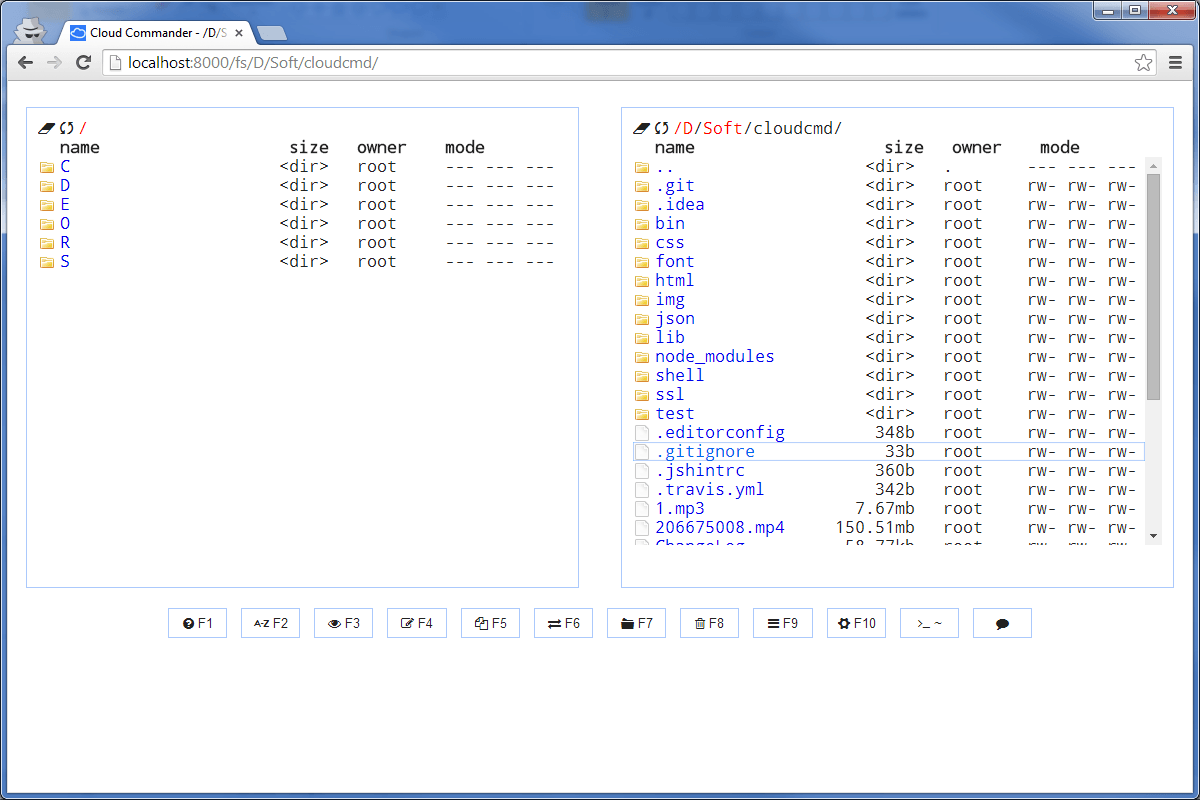 Cloud Commander - /D/S
localhost:8000/fs/D/Soft/cloudcmd/
/
name size owner mode
C <dir> root --- --- ---
D <dir> root --- --- ---
E <dir> root --- --- ---
O <dir> root --- --- ---
R <dir> root --- --- ---
S <dir> root --- --- ---
/D/Soft/cloudcmd/
name size owner mode
.. <dir> . --- --- ---
.git <dir> root rw- rw- rw-
.idea <dir> root rw- rw- rw-
bin <dir> root rw- rw- rw-
css <dir> root rw- rw- rw-
font <dir> root rw- rw- rw-
html <dir> root rw- rw- rw-
img <dir> root rw- rw- rw-
json <dir> root rw- rw- rw-
lib <dir> root rw- rw- rw-
node_modules <dir> root rw- rw- rw-
shell <dir> root rw- rw- rw-
ssl <dir> root rw- rw- rw-
test <dir> root rw- rw- rw-
.editorconfig 348b root rw- rw- rw-
.gitignore 33b root rw- rw- rw-
.jshintrc 360b root rw- rw- rw-
.travis.yml 342b root rw- rw- rw-
1.mp3 7.67mb root rw- rw- rw-
206675008.mp4 150.51mb root rw- rw- rw-
ChangeLog 58.77kb root rw- rw- rw-
F1 A-Z F2 F3 F4 F5 F6 F7 F8 F9 F10 >_ ~